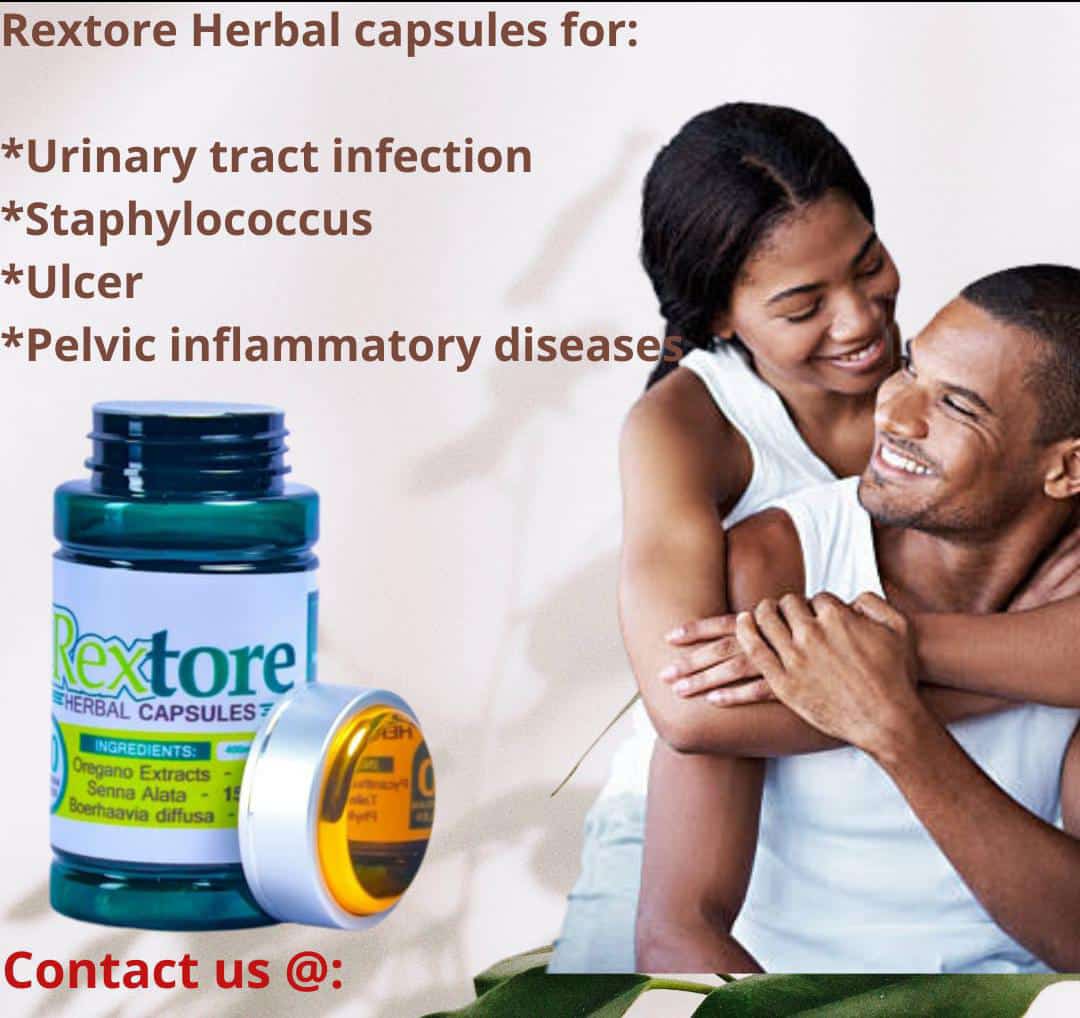 Rextore Herbal capsules for:
*Urinary tract infection
*Staphylococcus
*Ulcer
*Pelvic inflammatory diseases
Rextore
HERBAL CAPSULES
INGREDIENTS:
Oregano Extracts -
Senna Alata - 15
Boerhaavia diffusa -
Contact us @: